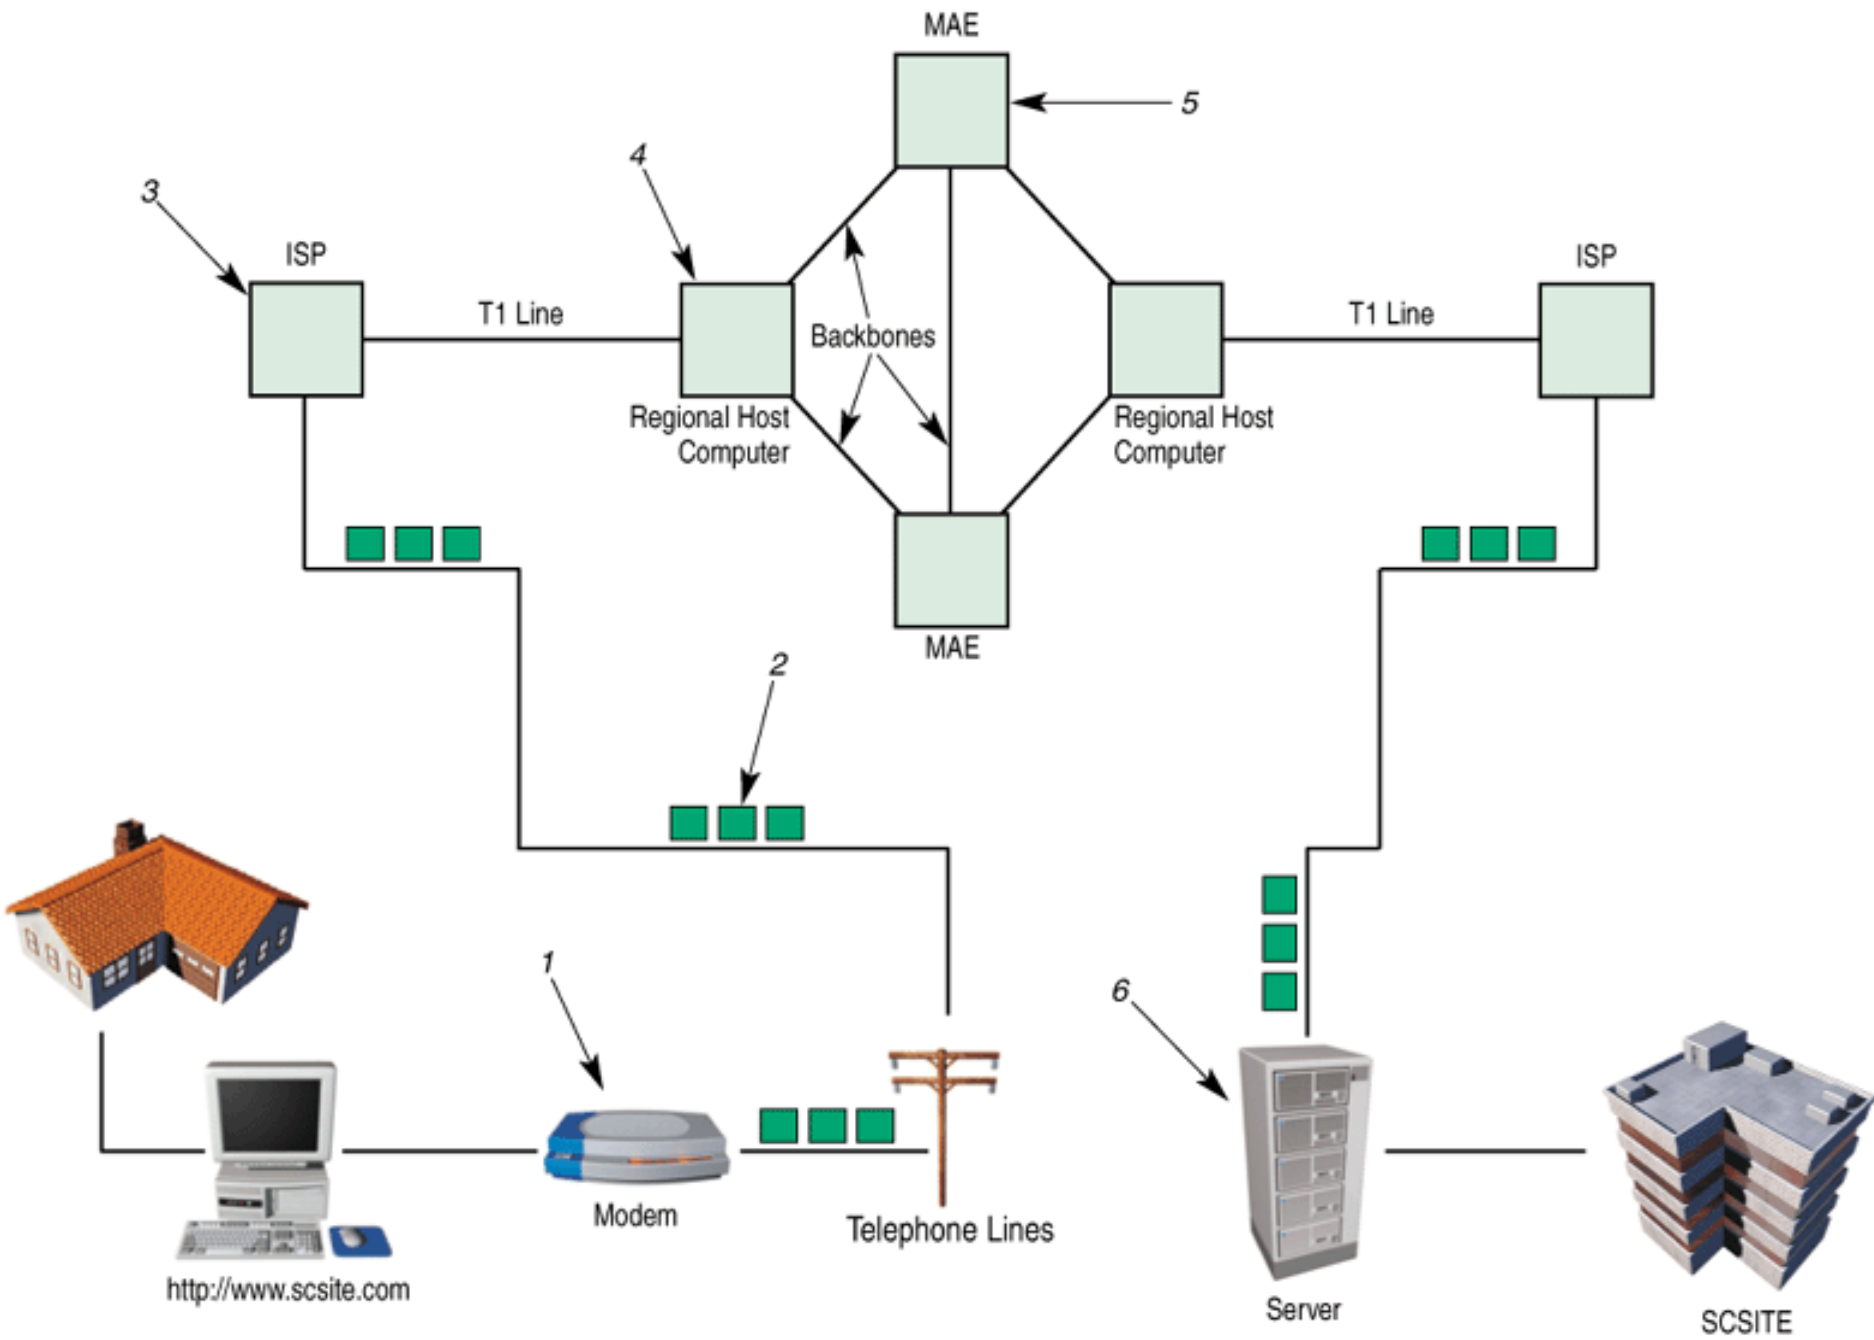 MAE
5
4
3
ISP
ISP
T1 Line
T1 Line
Backbones
Regional Host
Computer
Regional Host
Computer
MAE
2
1
6
Modem
Telephone Lines
http://www.scsite.com
Server
SCSITE